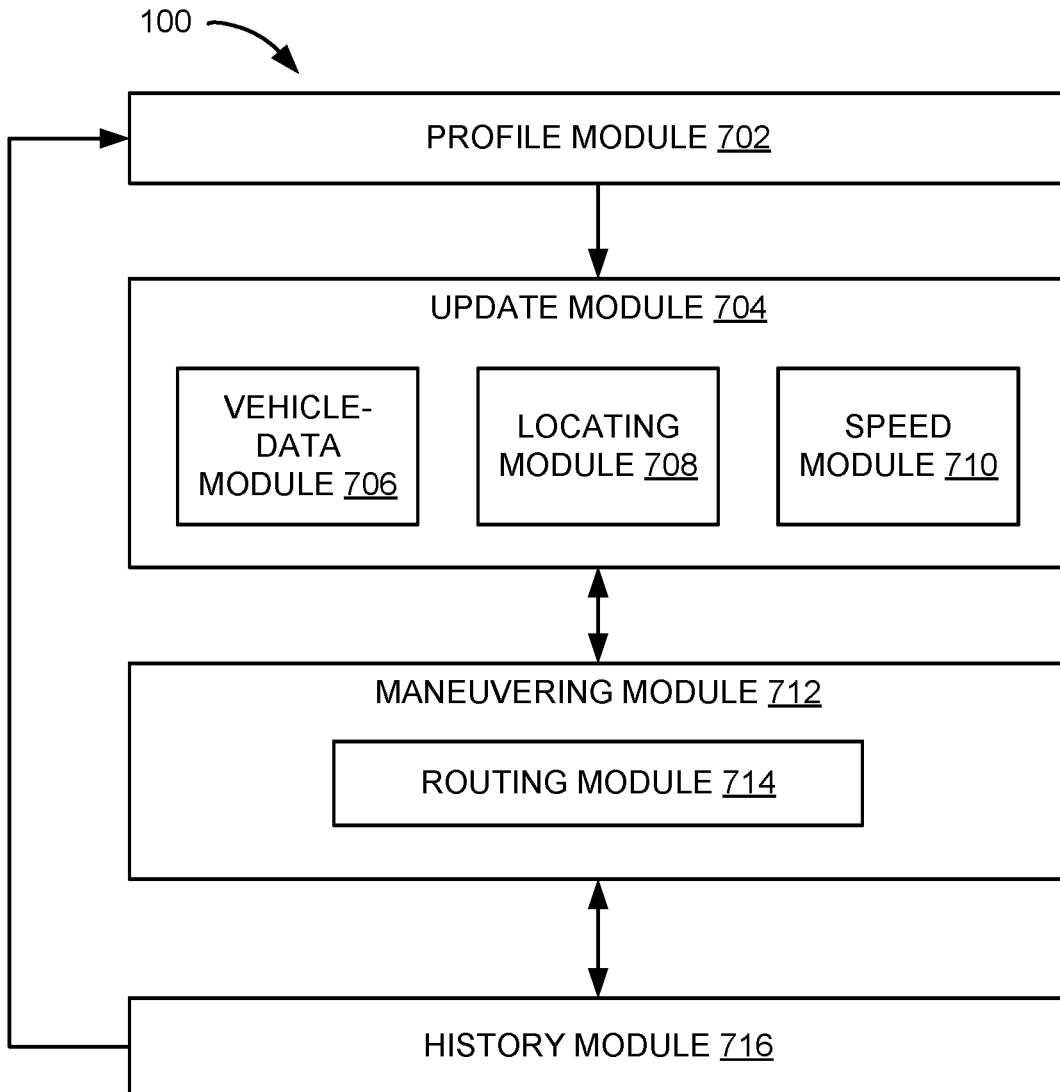 100
PROFILE MODULE 702
UPDATE MODULE 704
VEHICLE-
DATA
MODULE 706
LOCATING
MODULE 708
SPEED
MODULE 710
MANEUVERING MODULE 712
ROUTING MODULE 714
HISTORY MODULE 716